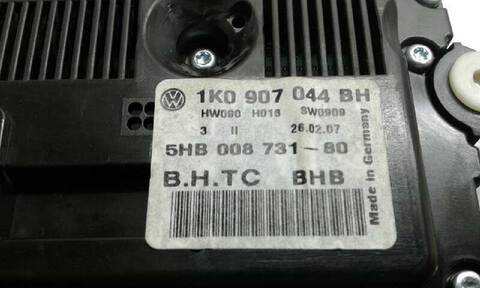 1K0 907 044 BH
HW090 H015 SW0909
3 II 26.02.07
5HB 008 731-80
B.H.TC BHB
Made in Germany